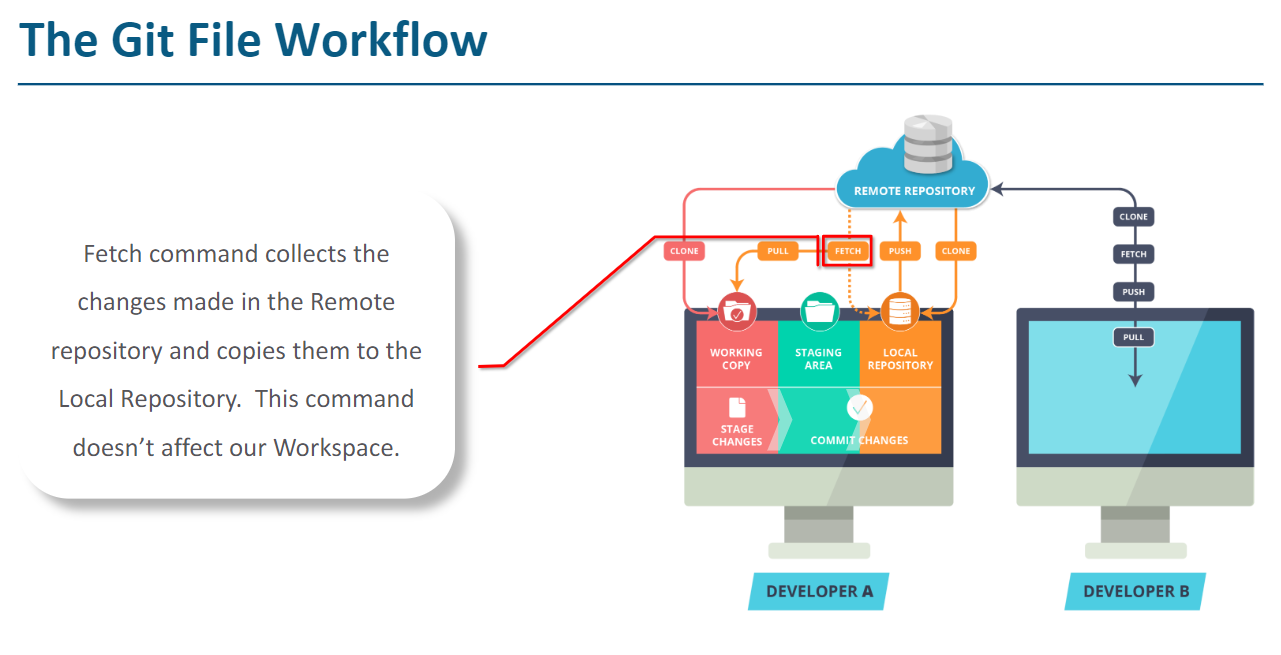 The Git File Workflow
Fetch command collects the
changes made in the Remote
repository and copies them to the
Local Repository.  This command
doesn’t affect our Workspace.
REMOTE REPOSITORY
CLONE
PULL
FETCH
PUSH
CLONE
WORKING
COPY
STAGING
AREA
LOCAL
REPOSITORY
STAGE
CHANGES
COMMIT CHANGES
DEVELOPER A
CLONE
FETCH
PUSH
PULL
DEVELOPER B